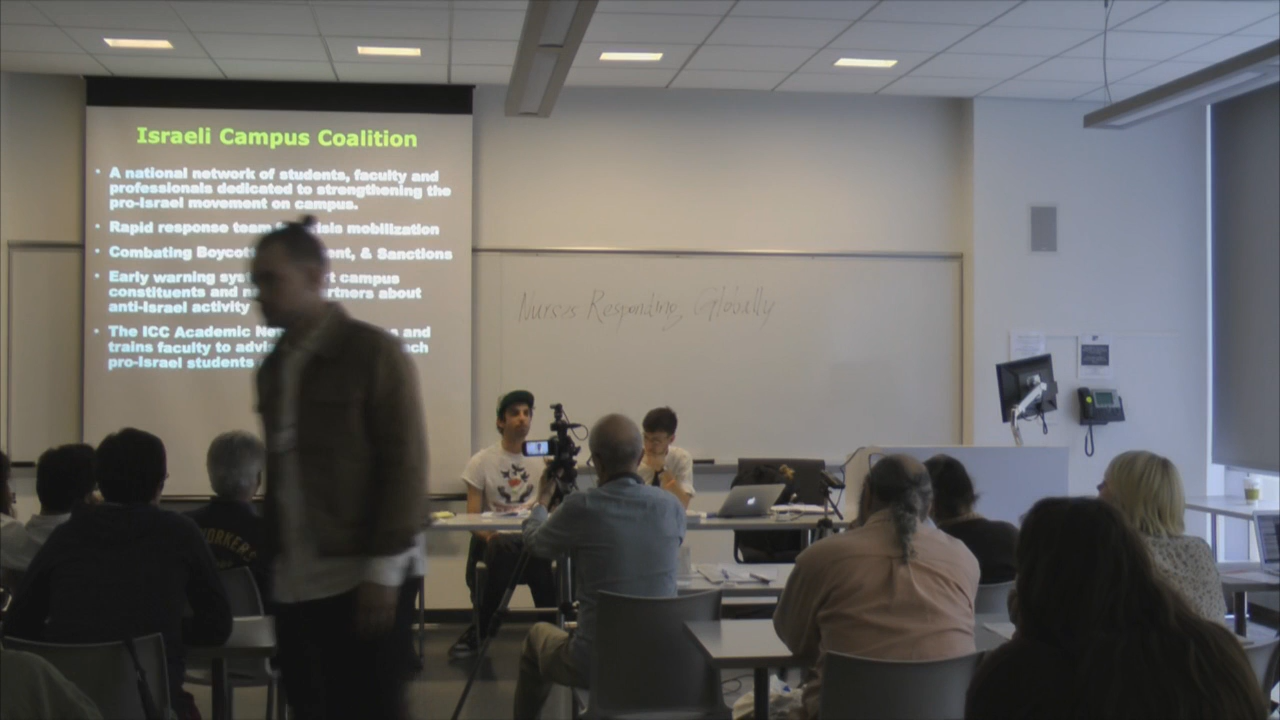 Israeli Campus Coalition
• A national network of students, faculty and
professionals dedicated to strengthening the
pro-Israel movement on campus.
• Rapid response team mobilization
• Combating & Sanctions
• Early warning campus
constituents and about
anti-Israel activity
• The ICC Academic and
trains faculty to
pro-Israel students
Nurses Responding Globally